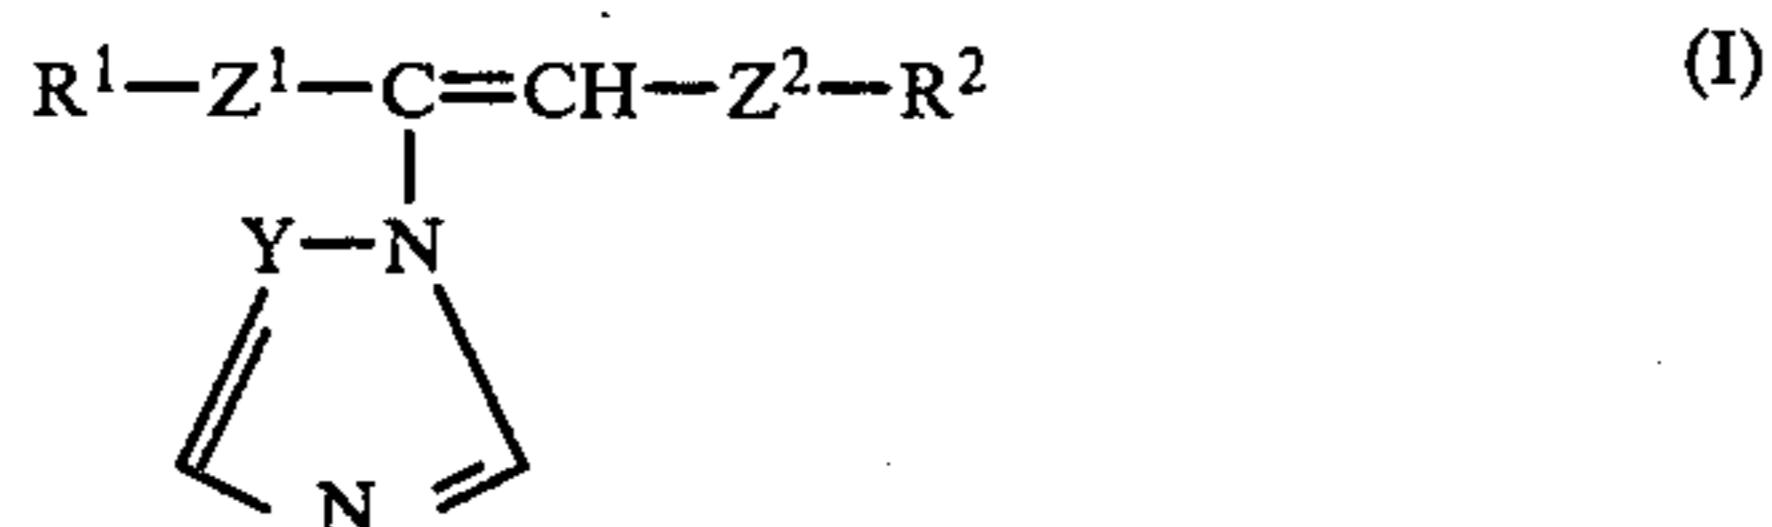 R¹—Z¹—C=CH—Z²—R² (I)
Y—N
N